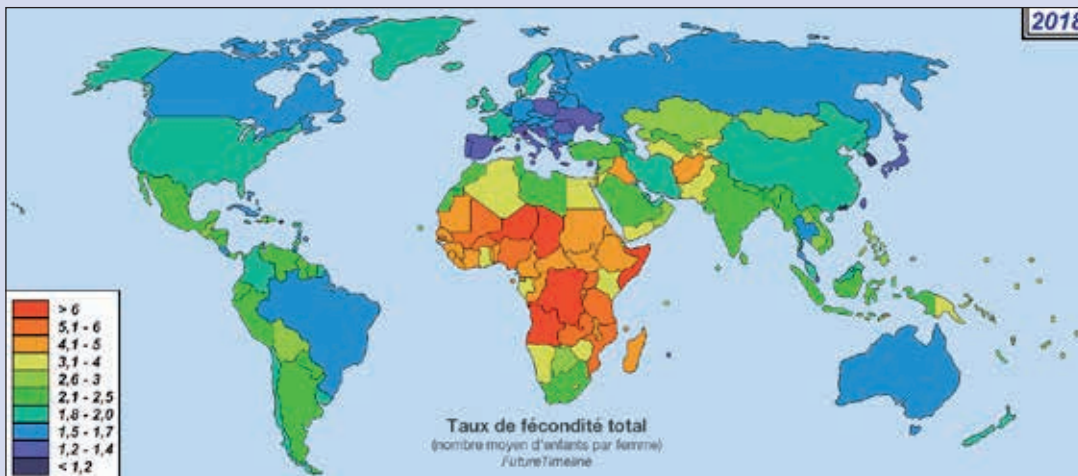 2018
> 6
5,1 - 6
4,1 - 5
3,1 - 4
2,6 - 3
2,1 - 2,5
1,8 - 2,0
1,5 - 1,7
1,2 - 1,4
< 1,2
Taux de fécondité total
(nombre moyen d'enfants par femme)
FutureTimeline